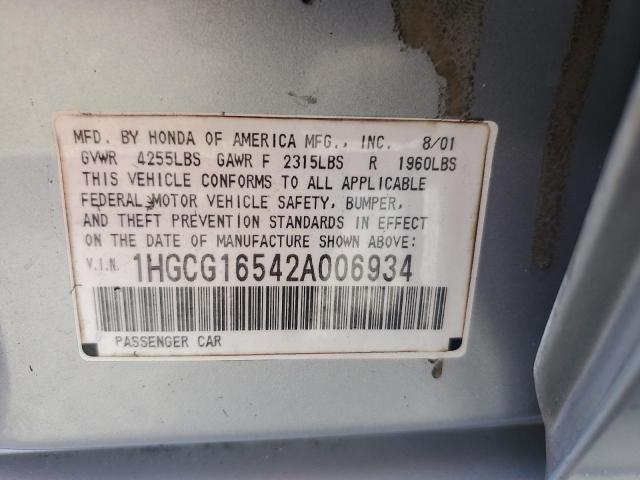 MFD. BY HONDA OF AMERICA MFG., INC. 8/01
GVWR 4255LBS GAWR F 2315LBS R 1960LBS
THIS VEHICLE CONFORMS TO ALL APPLICABLE
FEDERAL MOTOR VEHICLE SAFETY, BUMPER,
AND THEFT PREVENTION STANDARDS IN EFFECT
ON THE DATE OF MANUFACTURE SHOWN ABOVE:
V.I.N. 1HGCG16542A006934
PASSENGER CAR